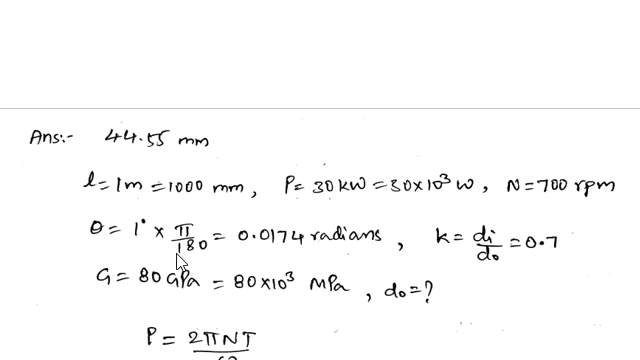 Ans:- 44.55 mm
l = 1m = 1000 mm, P = 30 kW = 30×10³ W, N = 700 rpm
θ = 1° × π/180 = 0.0174 radians, k = di/do = 0.7
G = 80 GPa = 80×10³ MPa, do = ?
P = 2πNT